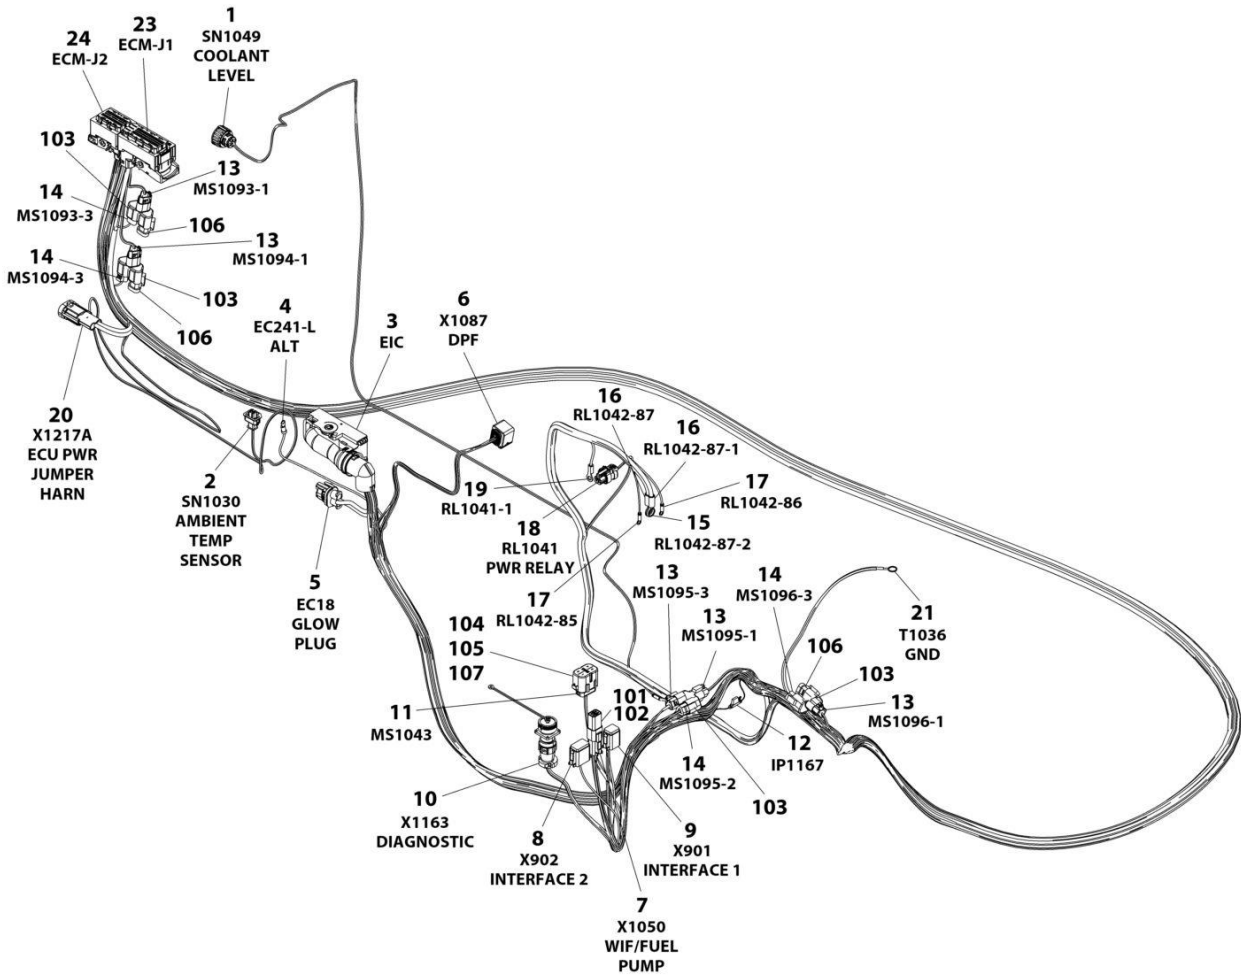 24
ECM-J2
23
ECM-J1
1
SN1049
COOLANT
LEVEL
103
13
MS1093-1
14
MS1093-3
106
13
MS1094-1
14
MS1094-3
103
106
4
EC241-L
ALT
3
EIC
6
X1087
DPF
20
X1217A
ECU PWR
JUMPER
HARN
2
SN1030
AMBIENT
TEMP
SENSOR
5
EC18
GLOW
PLUG
16
RL1042-87
16
RL1042-87-1
17
RL1042-86
19
RL1041-1
18
RL1041
PWR RELAY
15
RL1042-87-2
17
RL1042-85
13
MS1095-3
13
MS1095-1
14
MS1096-3
21
T1036
GND
106
103
13
MS1096-1
104
105
107
11
MS1043
101
102
12
IP1167
14
MS1095-2
103
10
X1163
DIAGNOSTIC
8
X902
INTERFACE 2
9
X901
INTERFACE 1
7
X1050
WIF/FUEL
PUMP